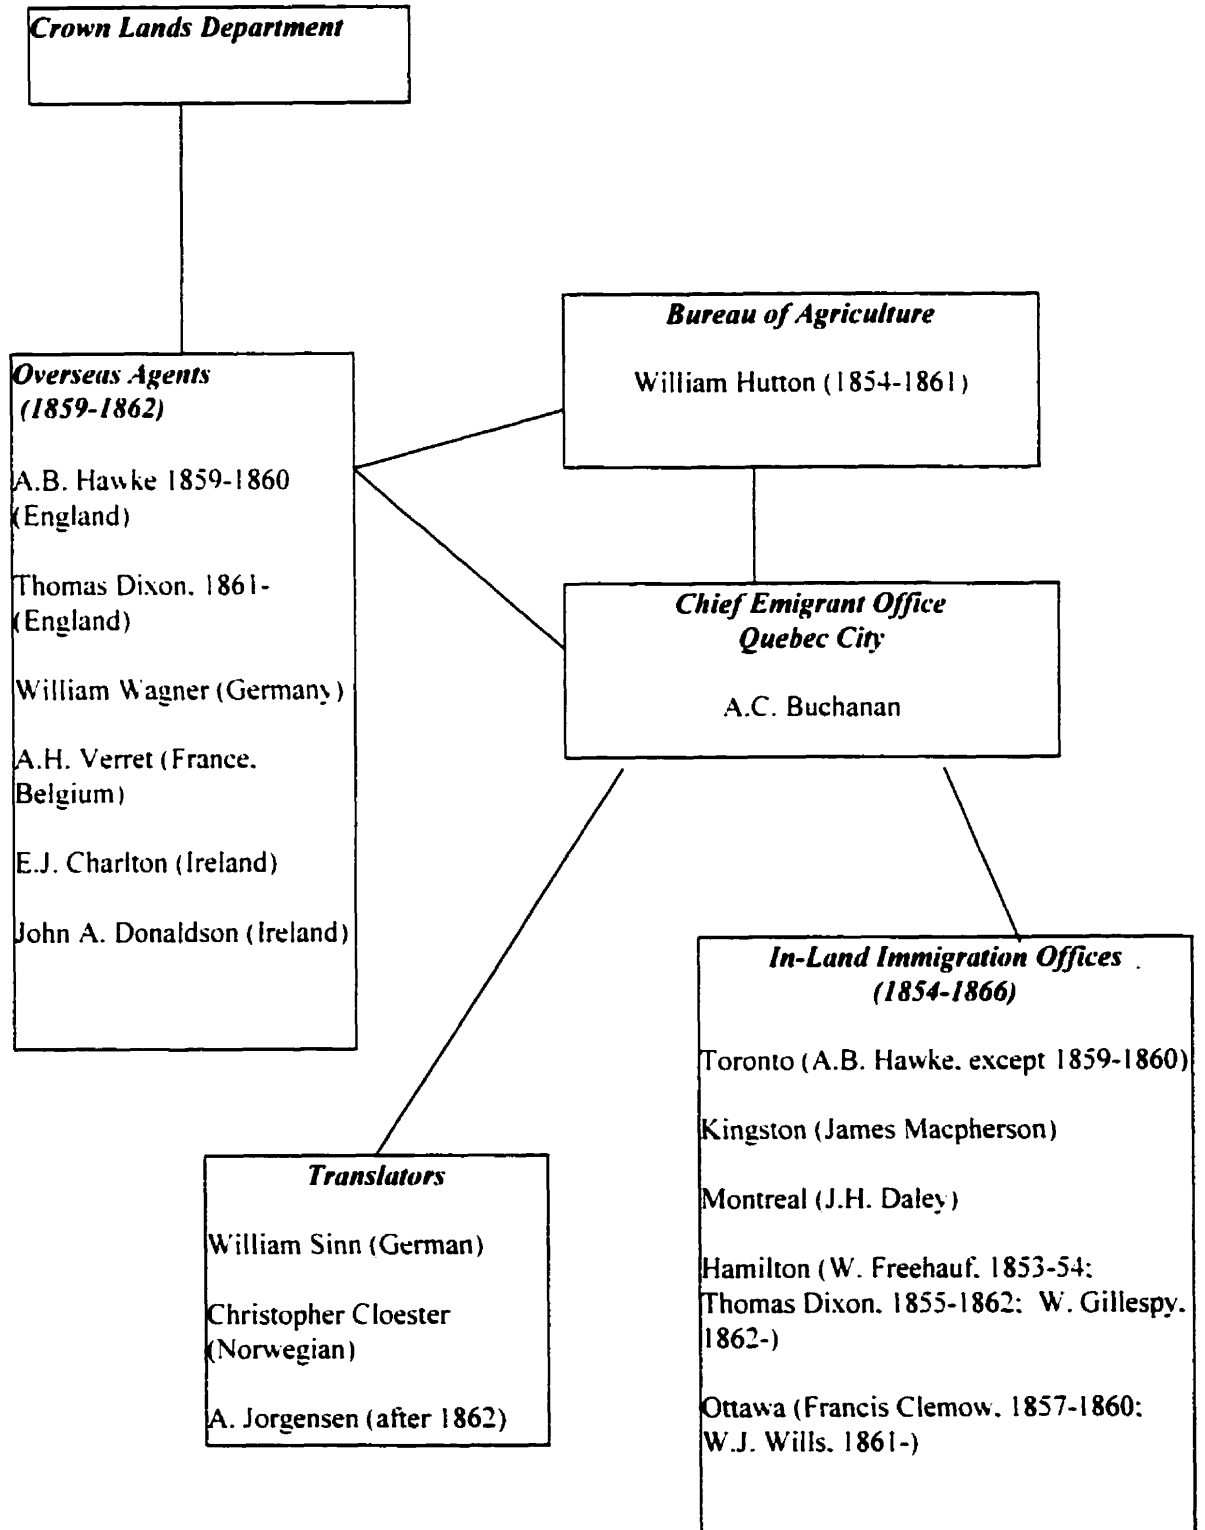 Crown Lands Department
Bureau of Agriculture
William Hutton (1854-1861)
Overseas Agents
(1859-1862)
A.B. Hawke 1859-1860
(England)
Thomas Dixon, 1861-
(England)
William Wagner (Germany)
A.H. Verret (France,
Belgium)
E.J. Charlton (Ireland)
John A. Donaldson (Ireland)
Chief Emigrant Office
Quebec City
A.C. Buchanan
In-Land Immigration Offices
(1854-1866)
Toronto (A.B. Hawke, except 1859-1860)
Kingston (James Macpherson)
Montreal (J.H. Daley)
Hamilton (W. Freehauf, 1853-54;
Thomas Dixon, 1855-1862; W. Gillespy,
1862-)
Ottawa (Francis Clemow, 1857-1860;
W.J. Wills, 1861-)
Translators
William Sinn (German)
Christopher Cloester
(Norwegian)
A. Jorgensen (after 1862)